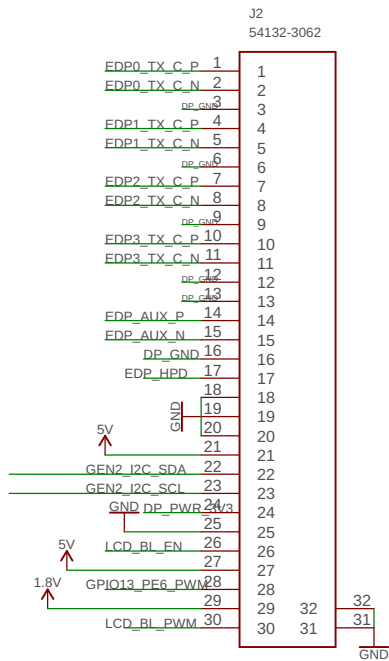 J2
54132-3062
EDP0_TX_C_P 1 1
EDP0_TX_C_N 2 2
DP_GND 3 3
EDP1_TX_C_P 4 4
EDP1_TX_C_N 5 5
DP_GND 6 6
EDP2_TX_C_P 7 7
EDP2_TX_C_N 8 8
DP_GND 9 9
EDP3_TX_C_P 10 10
EDP3_TX_C_N 11 11
DP_GND 12 12
DP_GND 13 13
EDP_AUX_P 14 14
EDP_AUX_N 15 15
DP_GND 16 16
EDP_HPD 17 17
18 18
GND 19 19
20 20
5V 21 21
GEN2_I2C_SDA 22 22
GEN2_I2C_SCL 23 23
GND DP_PWR_3V3 24 24
25 25
LCD_BL_EN 26 26
5V 27 27
GPIO13_PE6_PWM 28 28
1.8V 29 29 32 32
LCD_BL_PWM 30 30 31 31
GND